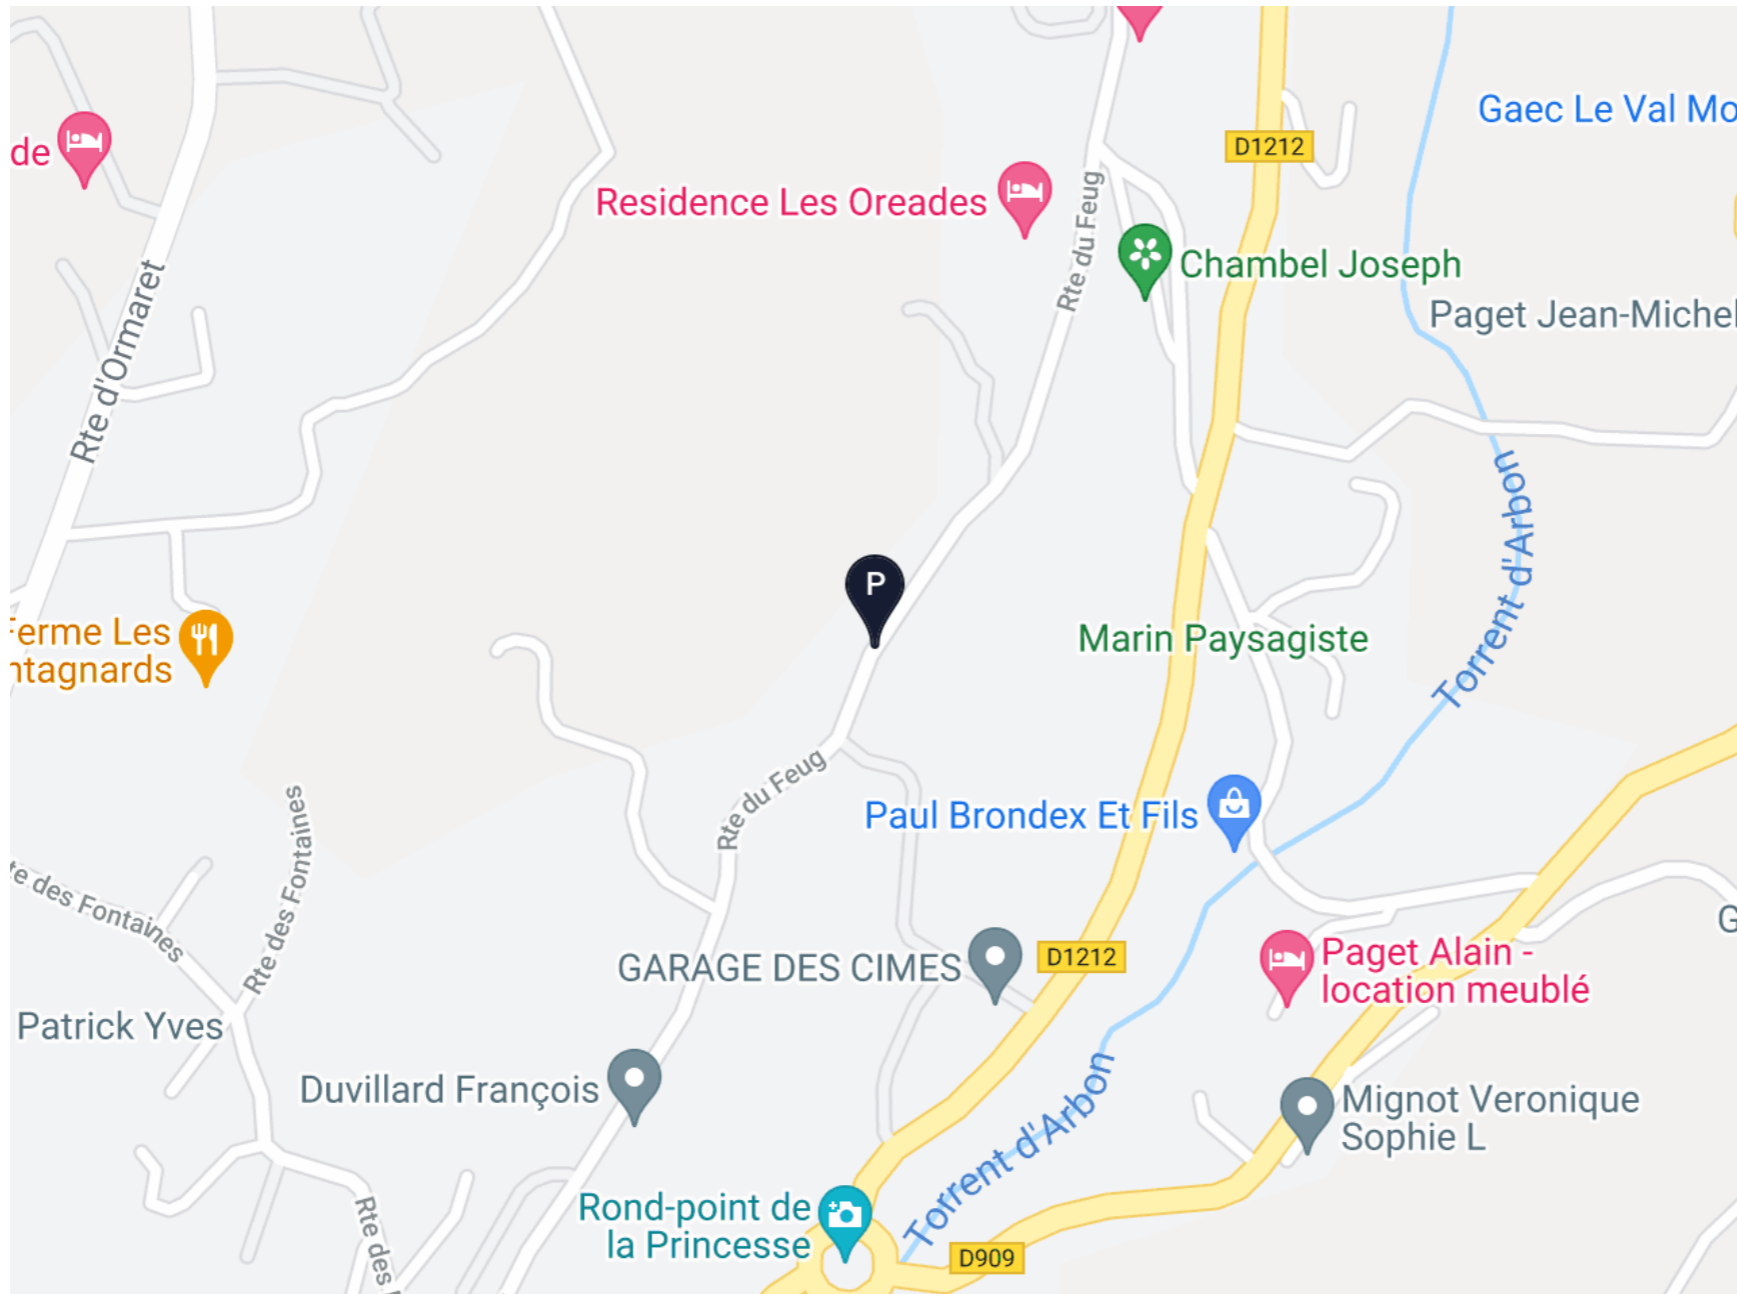 D1212
Gaec Le Val Mo
de
Residence Les Oreades
Rte du Feug
Chambel Joseph
Paget Jean-Michel
Rte d'Ormaret
Torrent d'Arbon
P
Ferme Les
ntagnards
Marin Paysagiste
Rte du Feug
Paul Brondex Et Fils
te des Fontaines
Rte des Fontaines
G
GARAGE DES CIMES
D1212
Paget Alain -
location meublé
Patrick Yves
Duvillard François
Torrent d'Arbon
Mignot Veronique
Sophie L
Rte des
Rond-point de
la Princesse
D909